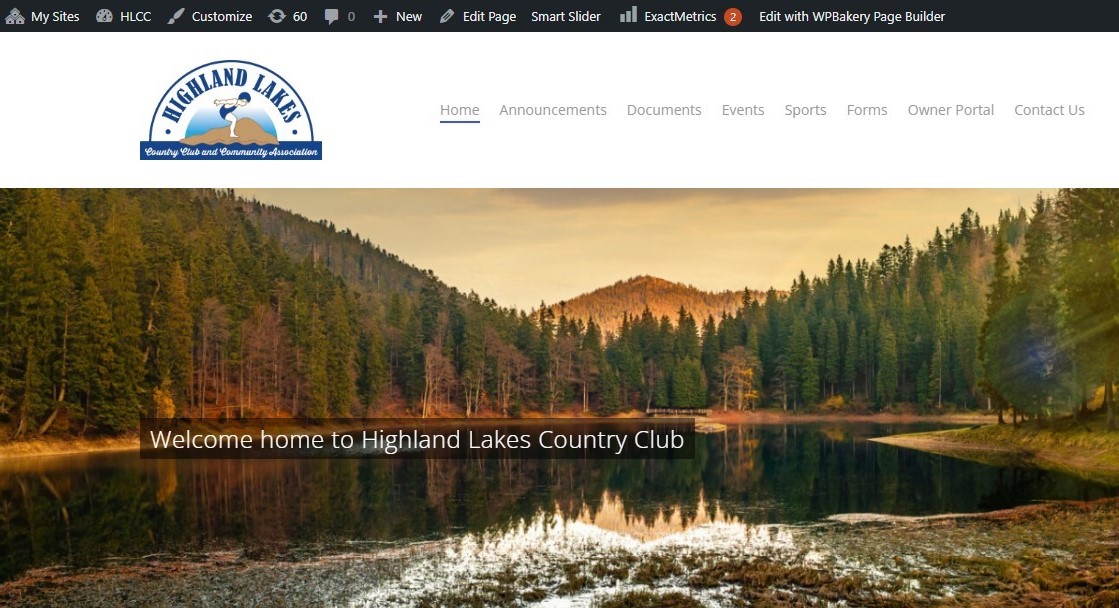 My Sites HLCC Customize 60 0 New Edit Page Smart Slider ExactMetrics 2 Edit with WPBakery Page Builder
HIGHLAND LAKES
Country Club and Community Association
Home Announcements Documents Events Sports Forms Owner Portal Contact Us
Welcome home to Highland Lakes Country Club